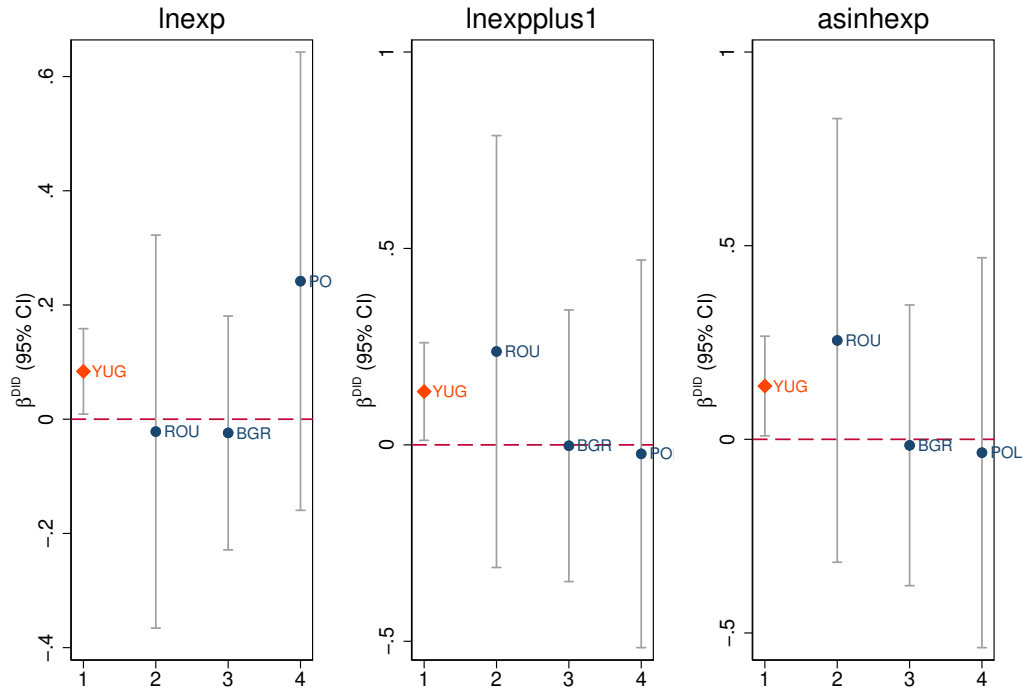 lnexp
β^DID (95% CI)
.6
.4
.2
0
−.2
−.4
YUG
ROU
BGR
PO
1 2 3 4
lnexpplus1
β^DID (95% CI)
1
.5
0
−.5
YUG
ROU
BGR
PO
1 2 3 4
asinhexp
β^DID (95% CI)
1
.5
0
−.5
YUG
ROU
BGR
POL
1 2 3 4